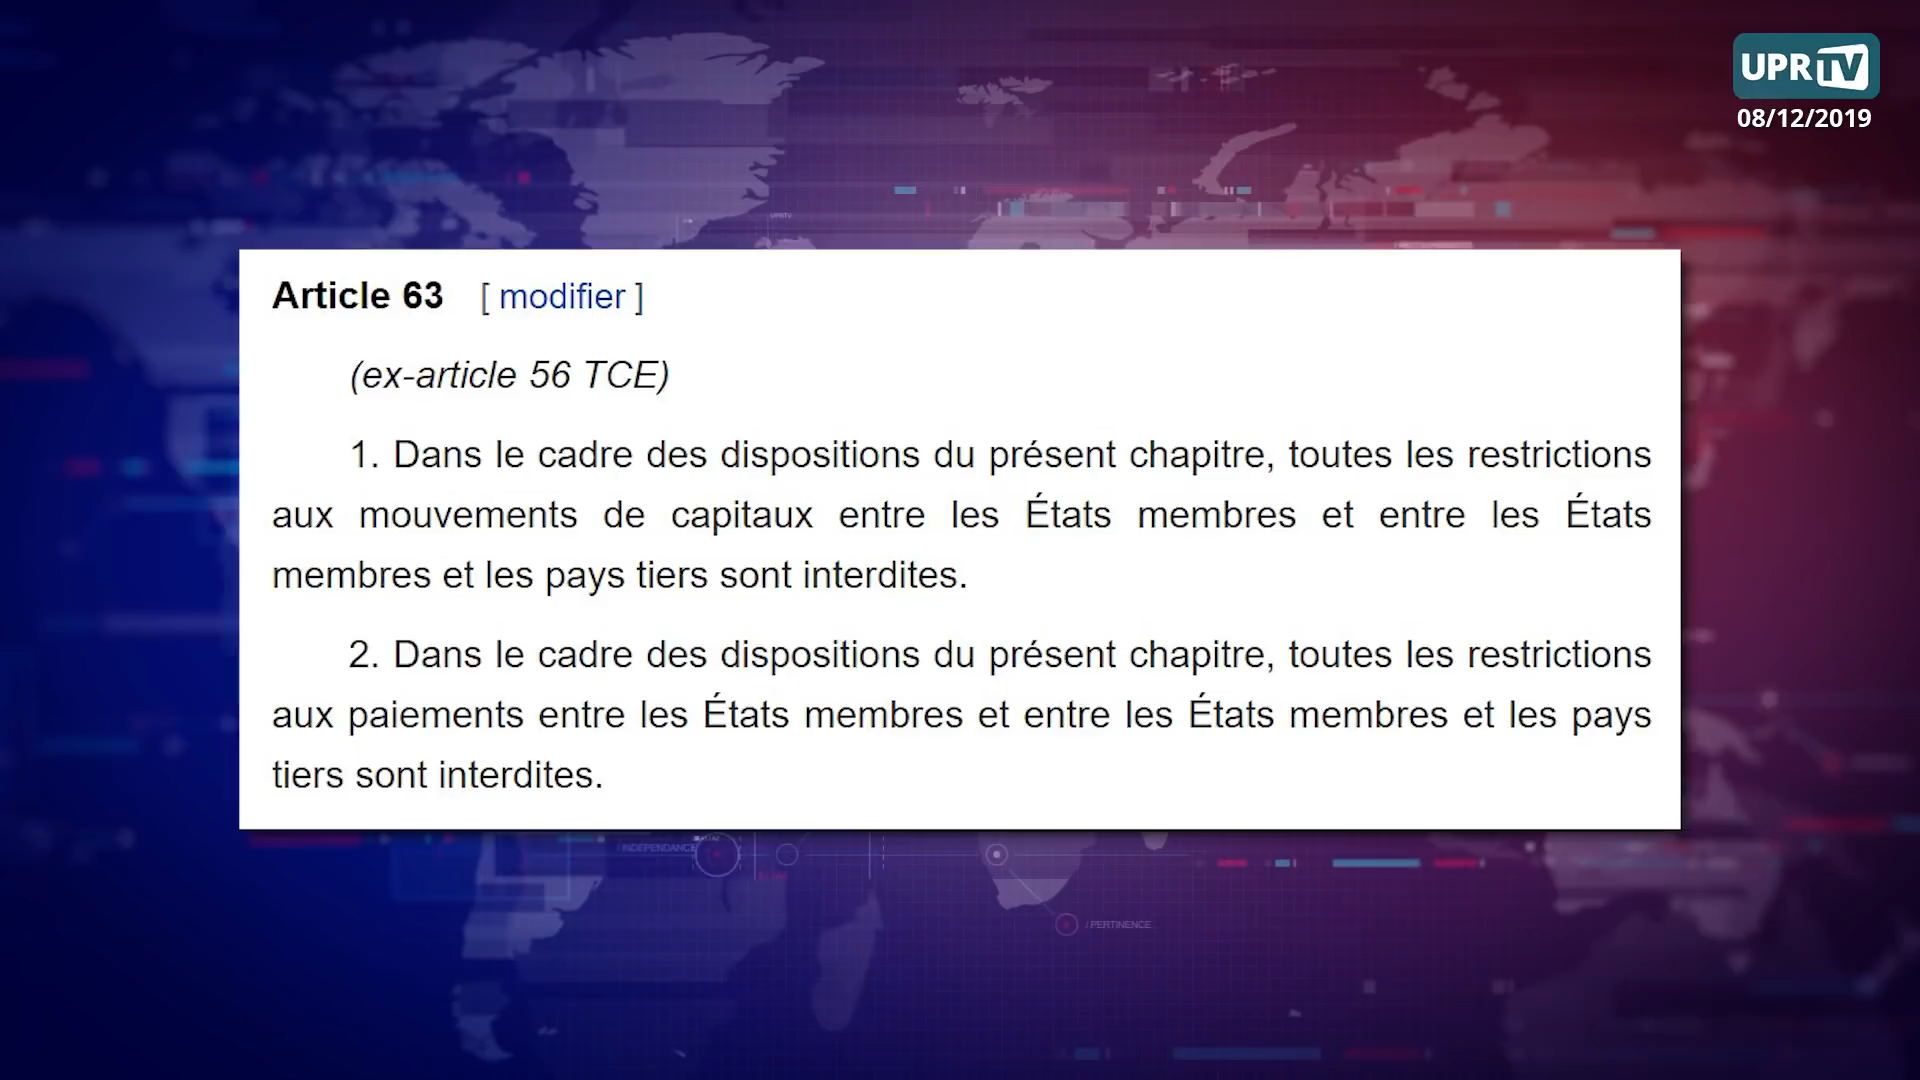 UPRTV
08/12/2019
UPRTV
Article 63 [ modifier ]
(ex-article 56 TCE)
1. Dans le cadre des dispositions du présent chapitre, toutes les restrictions
aux mouvements de capitaux entre les États membres et entre les États
membres et les pays tiers sont interdites.
2. Dans le cadre des dispositions du présent chapitre, toutes les restrictions
aux paiements entre les États membres et entre les États membres et les pays
tiers sont interdites.
/ INDÉPENDANCE
/ PERTINENCE